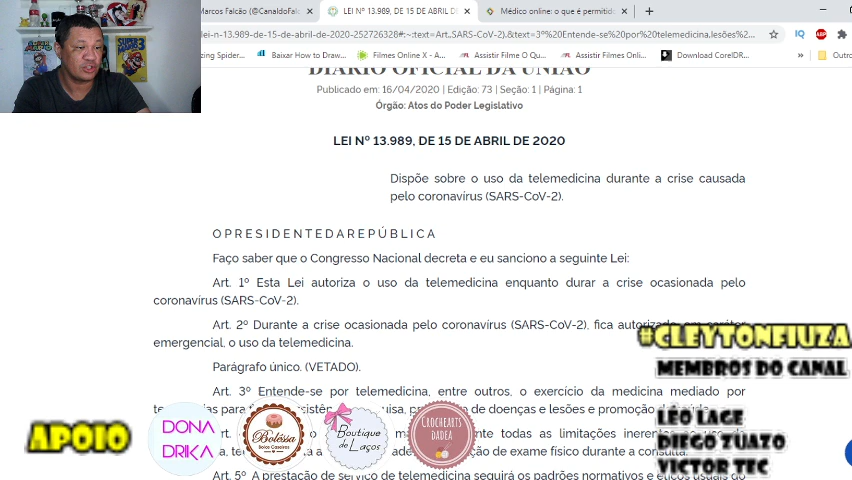 Marcos Falcão (@CanaldoFalc
LEI Nº 13.989, DE 15 DE ABRIL DE
Médico online: o que é permitido
lei-n-13.989-de-15-de-abril-de-2020-252726328#:~:text=Art.,SARS-CoV-2).&text=3º%20Entende-se%20por%20telemedicina,lesões%2...
zing Spider...
Baixar How to Draw...
Filmes Online X - A...
Assistir Filme O Qu...
Assistir Filmes Onli...
Download CorelDR...
Outro
DIÁRIO OFICIAL DA UNIÃO
Publicado em: 16/04/2020 | Edição: 73 | Seção: 1 | Página: 1
Órgão: Atos do Poder Legislativo
LEI Nº 13.989, DE 15 DE ABRIL DE 2020
Dispõe sobre o uso da telemedicina durante a crise causada
pelo coronavírus (SARS-CoV-2).
O P R E S I D E N T E D A R E P Ú B L I C A
Faço saber que o Congresso Nacional decreta e eu sanciono a seguinte Lei:
Art. 1º Esta Lei autoriza o uso da telemedicina enquanto durar a crise ocasionada pelo
coronavírus (SARS-CoV-2).
Art. 2º Durante a crise ocasionada pelo coronavírus (SARS-CoV-2), fica
emergencial, o uso da telemedicina.
#CLEYTONFIUZA
MEMBROS DO CANAL
Parágrafo único. (VETADO).
Art. 3º Entende-se por telemedicina, entre outros, o exercício da medicina mediado por
de doenças e lesões e promoção
todas as limitações
de exame físico durante a consulta.
Art. 5º A prestação de serviço de telemedicina seguirá os padrões normativos e éticos usuais do
APOIO
DONA
DRIKA
Boléssa
Bolos Caseiros
Boutique
de Laços
CROCHEARTS
DADEA
LEO LAGE
DIEGO ZUAZO
VICTOR TEC